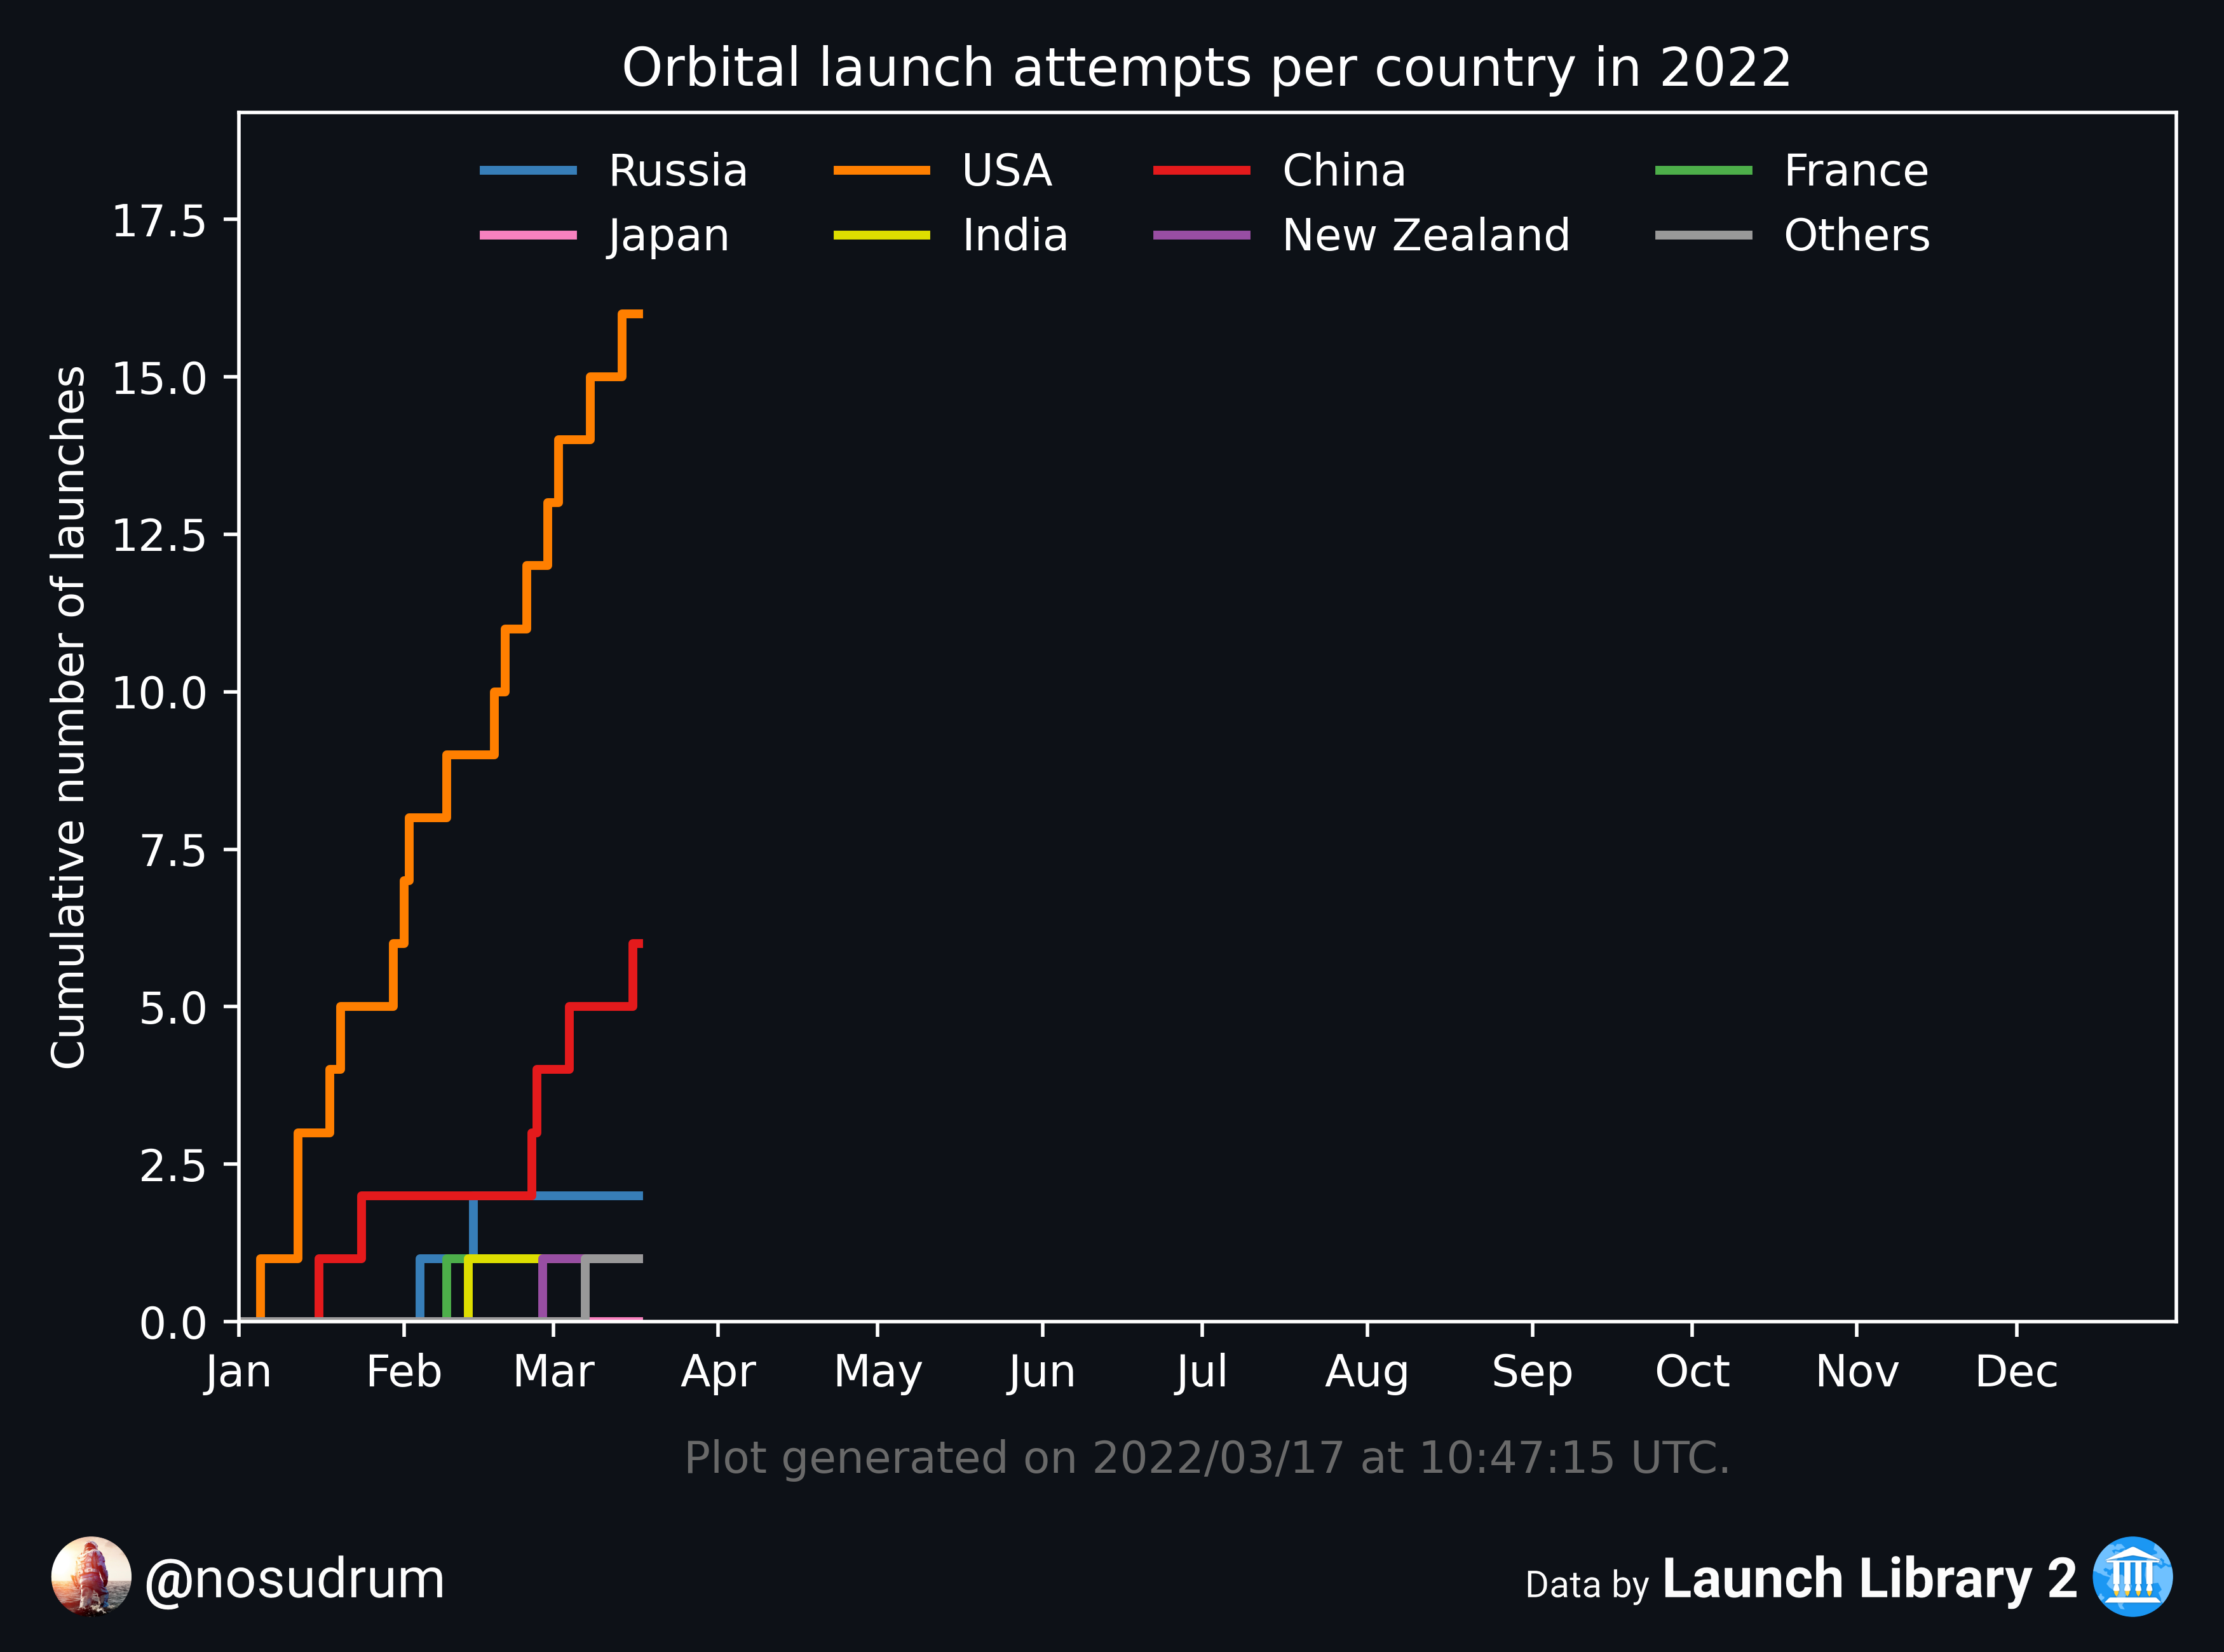 Orbital launch attempts per country in 2022
Russia USA China France
Japan India New Zealand Others
Cumulative number of launches
17.5
15.0
12.5
10.0
7.5
5.0
2.5
0.0
Jan Feb Mar Apr May Jun Jul Aug Sep Oct Nov Dec
Plot generated on 2022/03/17 at 10:47:15 UTC.
@nosudrum
Data by Launch Library 2